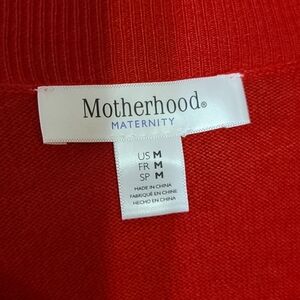 Motherhood®
MATERNITY
US M
FR M
SP M
MADE IN CHINA
FABRIQUÉ EN CHINE
HECHO EN CHINA